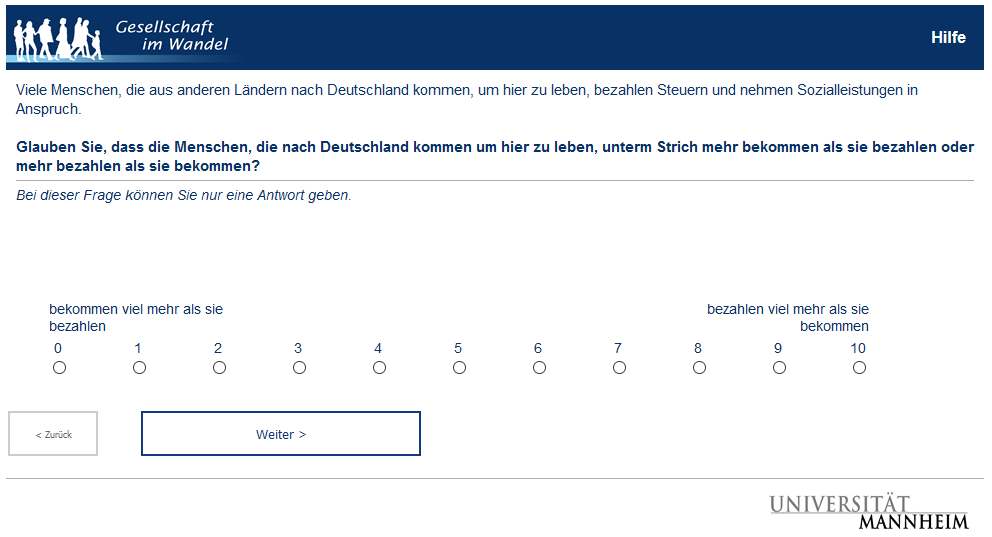 Gesellschaft
im Wandel
Hilfe
Viele Menschen, die aus anderen Ländern nach Deutschland kommen, um hier zu leben, bezahlen Steuern und nehmen Sozialleistungen in
Anspruch.
Glauben Sie, dass die Menschen, die nach Deutschland kommen um hier zu leben, unterm Strich mehr bekommen als sie bezahlen oder
mehr bezahlen als sie bekommen?
Bei dieser Frage können Sie nur eine Antwort geben.
bekommen viel mehr als sie
bezahlen
bezahlen viel mehr als sie
bekommen
0 1 2 3 4 5 6 7 8 9 10
< Zurück
Weiter >
UNIVERSITÄT
MANNHEIM